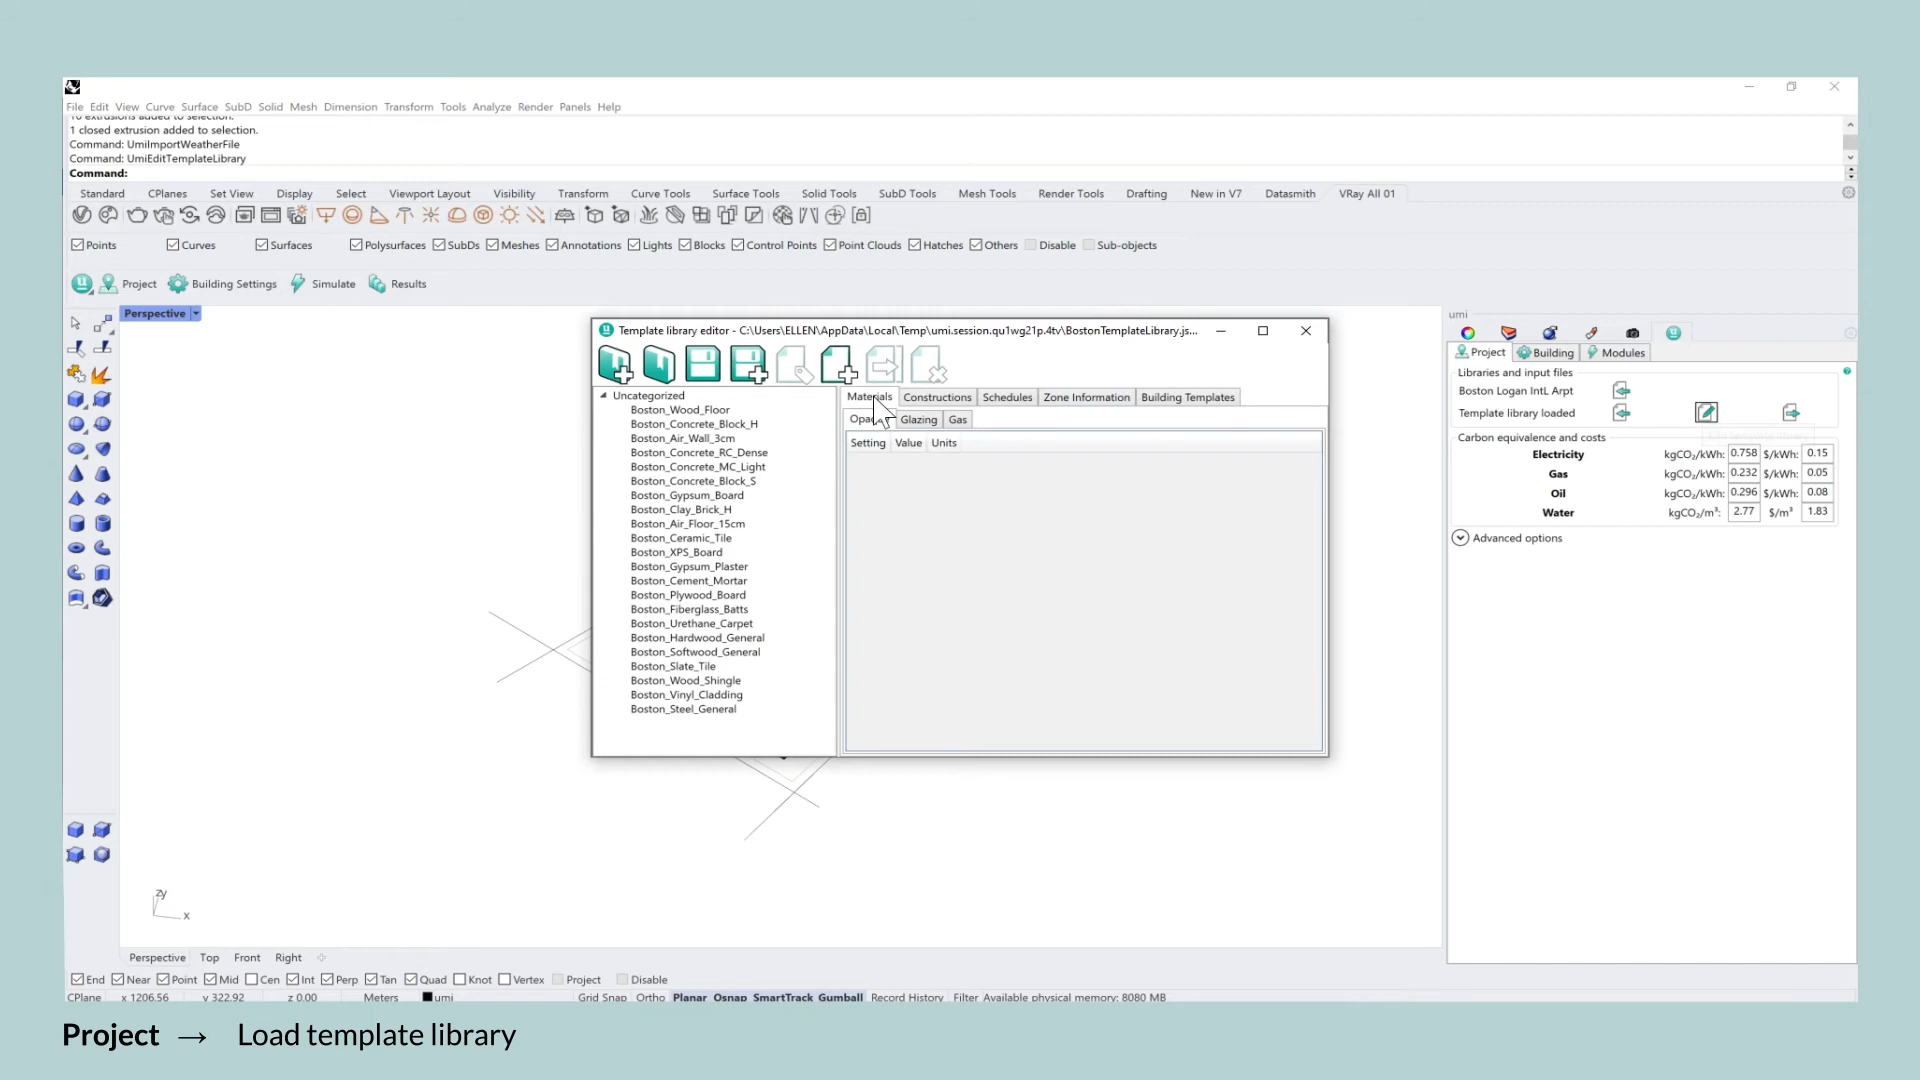 File Edit View Curve Surface SubD Solid Mesh Dimension Transform Tools Analyze Render Panels Help
10 extrusions added to selection.
1 closed extrusion added to selection.
Command: UmiImportWeatherFile
Command: UmiEditTemplateLibrary
Command:
Standard CPlanes Set View Display Select Viewport Layout Visibility Transform Curve Tools Surface Tools Solid Tools SubD Tools Mesh Tools Render Tools Drafting New in V7 Datasmith VRay All 01
Points Curves Surfaces Polysurfaces SubDs Meshes Annotations Lights Blocks Control Points Point Clouds Hatches Others Disable Sub-objects
Project Building Settings Simulate Results
Perspective
Template library editor - C:\Users\ELLEN\AppData\Local\Temp\umi.session.qu1wg21p.4tv\BostonTemplateLibrary.js...
Uncategorized
Boston_Wood_Floor
Boston_Concrete_Block_H
Boston_Air_Wall_3cm
Boston_Concrete_RC_Dense
Boston_Concrete_MC_Light
Boston_Concrete_Block_S
Boston_Gypsum_Board
Boston_Clay_Brick_H
Boston_Air_Floor_15cm
Boston_Ceramic_Tile
Boston_XPS_Board
Boston_Gypsum_Plaster
Boston_Cement_Mortar
Boston_Plywood_Board
Boston_Fiberglass_Batts
Boston_Urethane_Carpet
Boston_Hardwood_General
Boston_Softwood_General
Boston_Slate_Tile
Boston_Wood_Shingle
Boston_Vinyl_Cladding
Boston_Steel_General
Materials Constructions Schedules Zone Information Building Templates
Glazing Gas
Setting Value Units
umi
Project Building Modules
Libraries and input files
Boston Logan IntL Arpt
Template library loaded
Carbon equivalence and costs
Electricity kgCO₂/kWh: 0.758 $/kWh: 0.15
Gas kgCO₂/kWh: 0.232 $/kWh: 0.05
Oil kgCO₂/kWh: 0.296 $/kWh: 0.08
Water kgCO₂/m³: 2.77 $/m³ 1.83
Advanced options
zy
x
Perspective Top Front Right
End Near Point Mid Cen Int Perp Tan Quad Knot Vertex Project Disable
CPlane x 1206.56 y 322.92 z 0.00 Meters umi Grid Snap Ortho Planar Osnap SmartTrack Gumball Record History Filter Available physical memory: 8080 MB
Project → Load template library